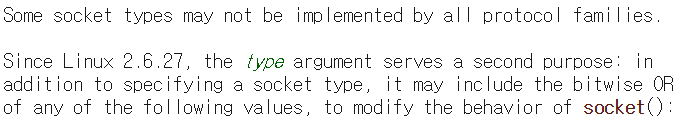 Some socket types may not be implemented by all protocol families.
Since Linux 2.6.27, the type argument serves a second purpose: in
addition to specifying a socket type, it may include the bitwise OR
of any of the following values, to modify the behavior of socket():